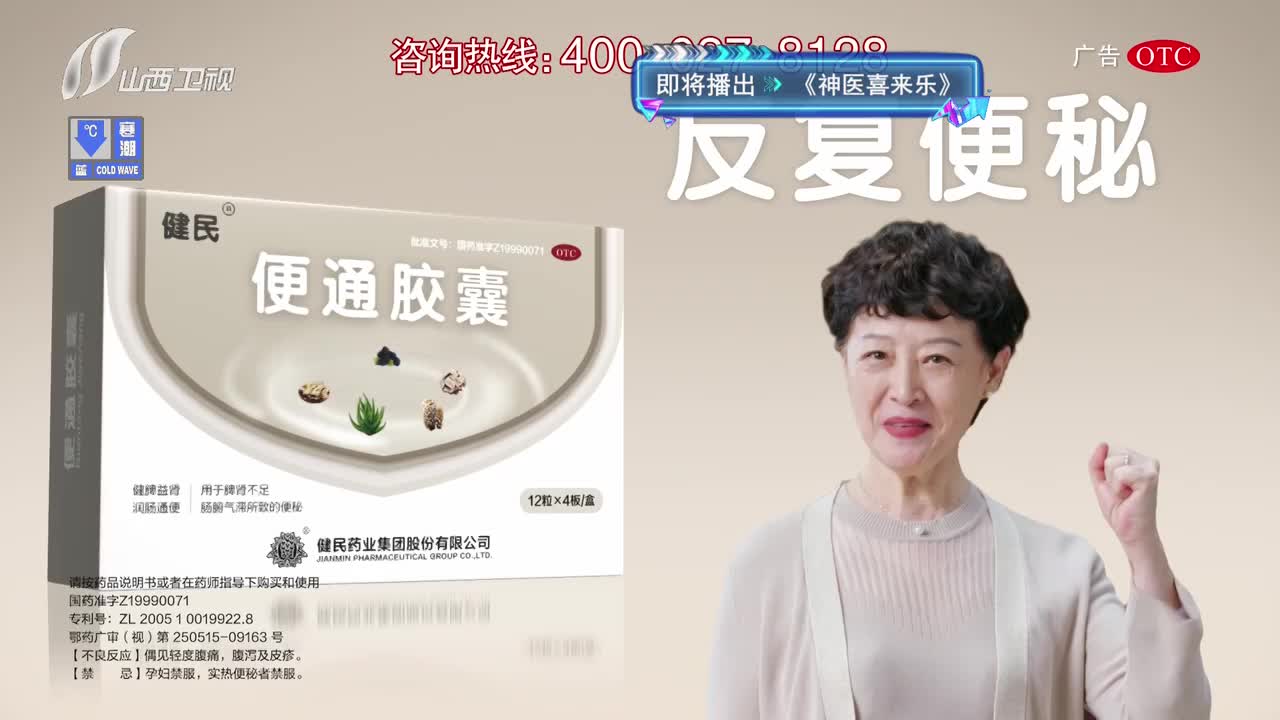 山西卫视
咨询热线:400
8128
即将播出 《神医喜来乐》
广告 OTC
℃ 寒潮
蓝 COLD WAVE
反复便秘
健民®
批准文号：国药准字Z19990071 OTC
便通胶囊
健脾益肾 用于脾肾不足
润肠通便 肠腑气滞所致的便秘
12粒×4板/盒
健民药业集团股份有限公司
JIANMIN PHARMACEUTICAL GROUP CO.,LTD.
请按药品说明书或者在药师指导下购买和使用
国药准字Z19990071
专利号：ZL 2005 1 0019922.8
鄂药广审（视）第 250515-09163 号
【不良反应】偶见轻度腹痛，腹泻及皮疹。
【禁 忌】孕妇禁服，实热便秘者禁服。